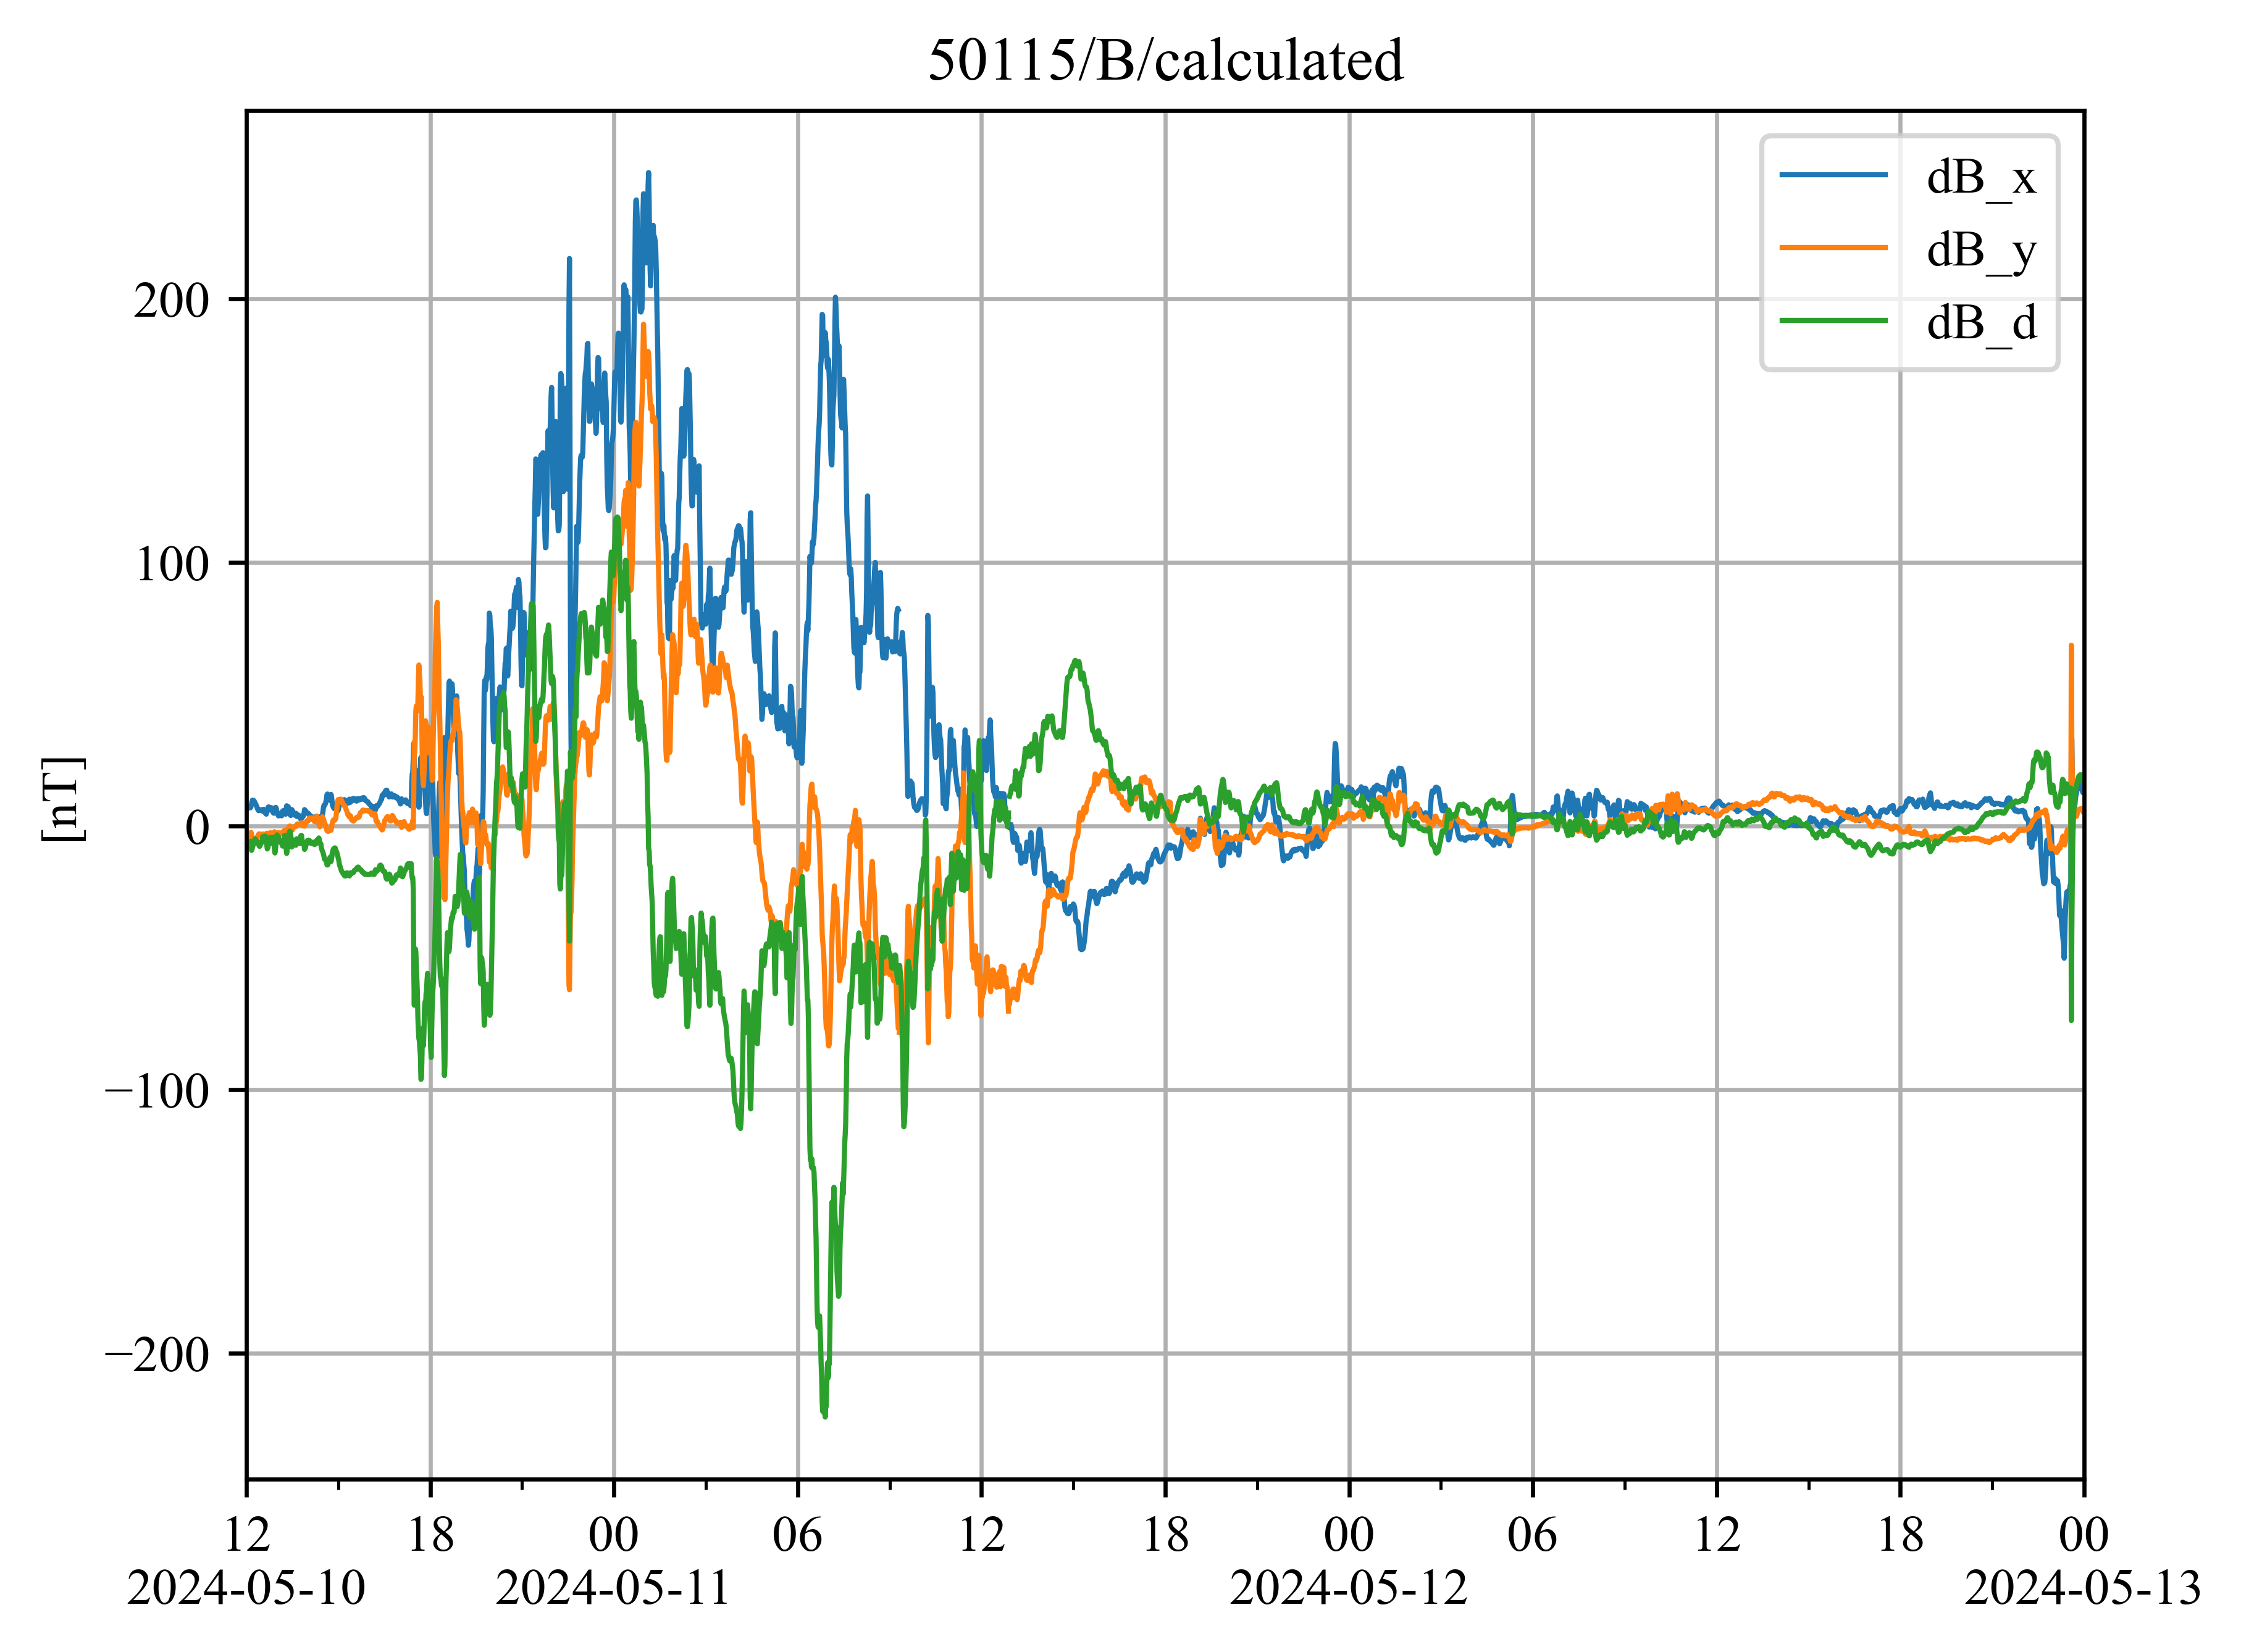 50115/B/calculated
dB_x
dB_y
dB_d
[nT]
200
100
0
−100
−200
12 18 00 06 12 18 00 06 12 18 00
2024-05-10 2024-05-11 2024-05-12 2024-05-13